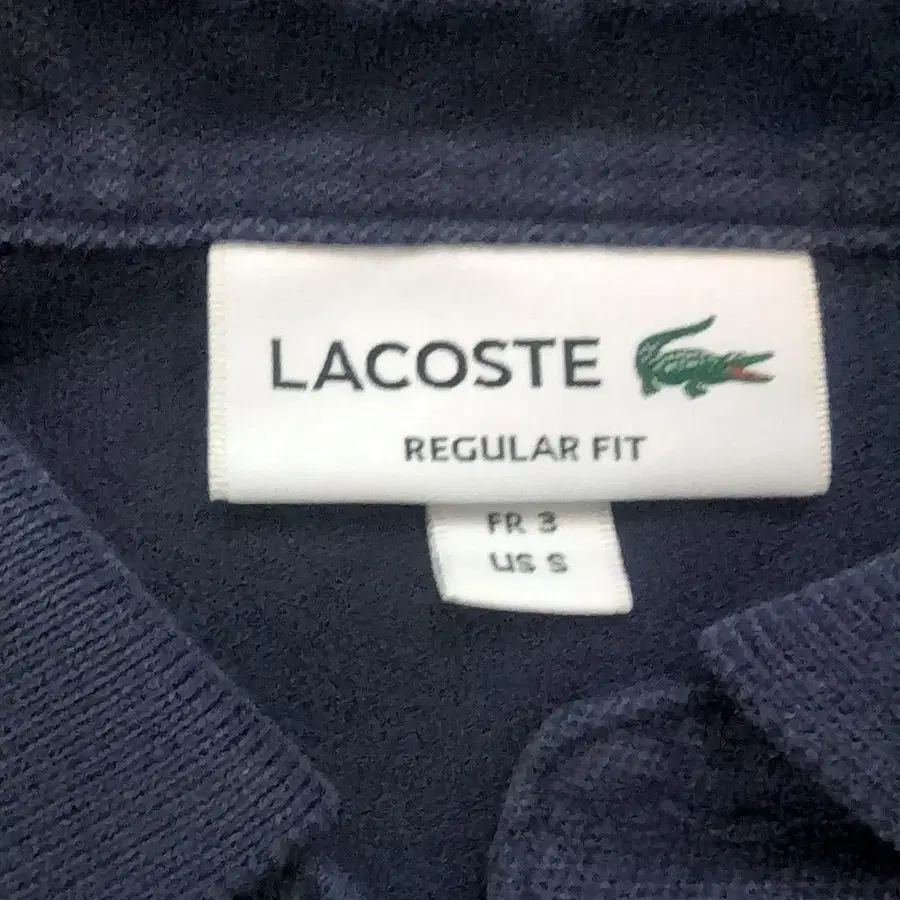 LACOSTE
REGULAR FIT
FR 3
US S